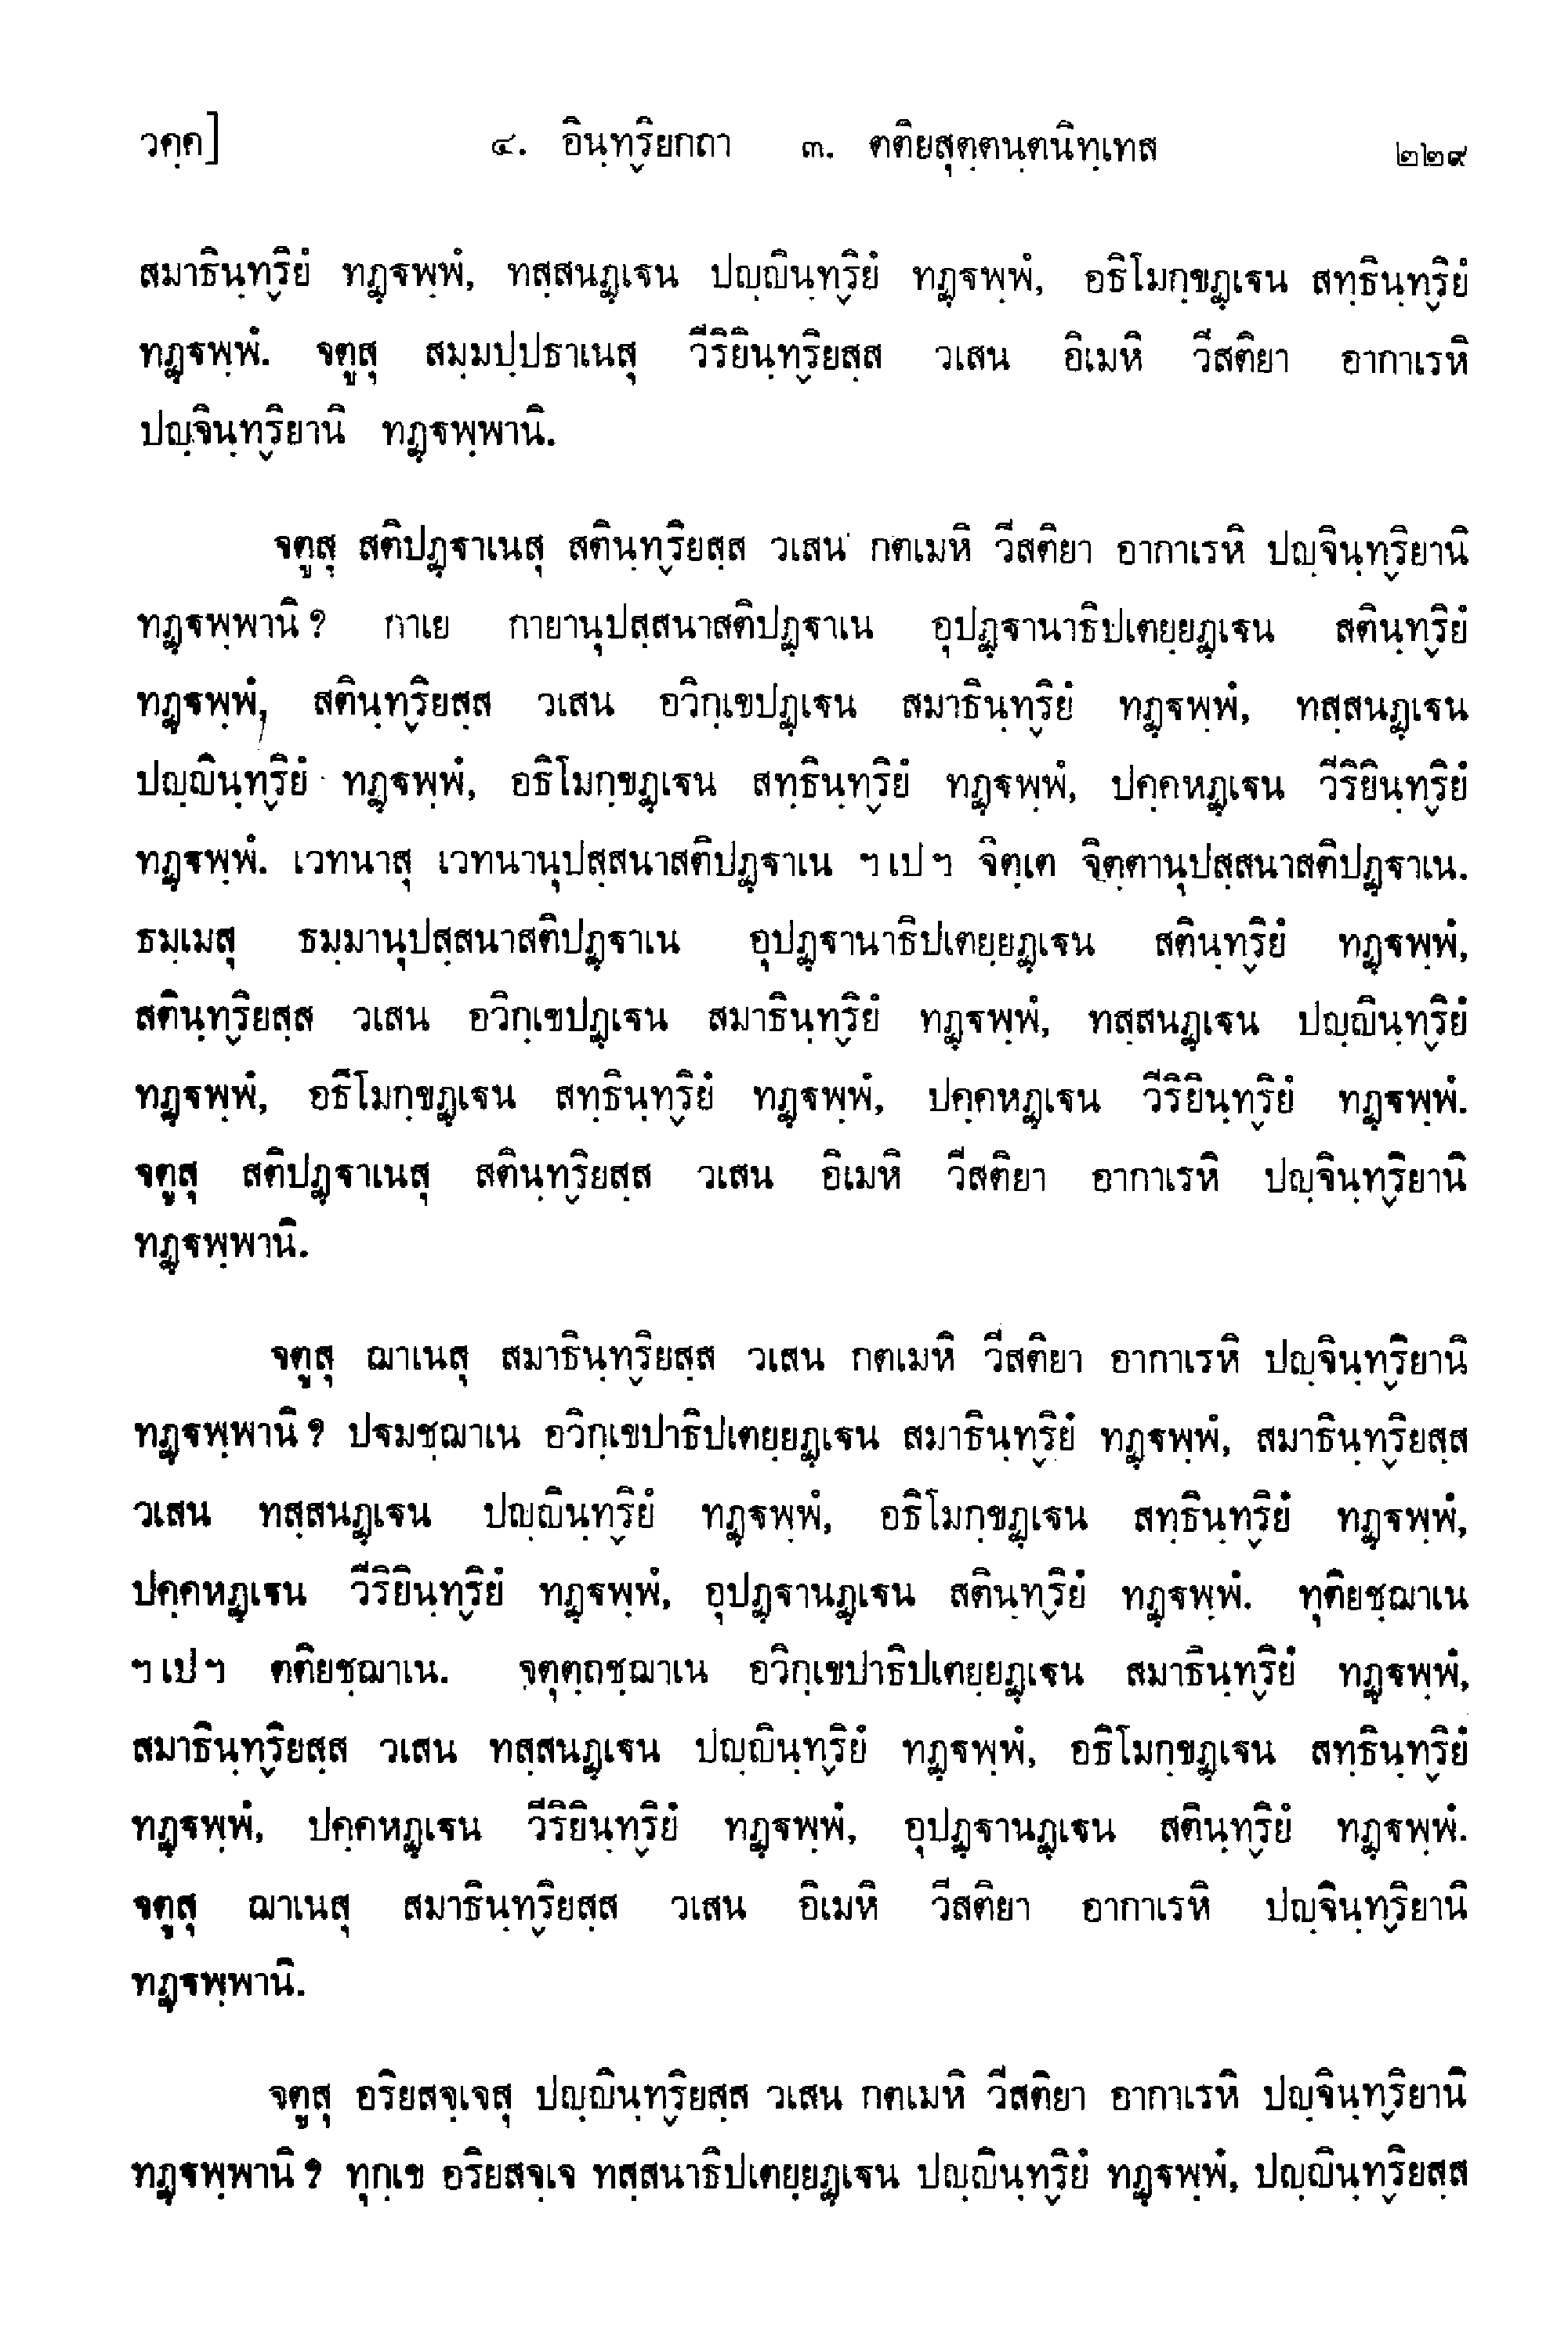 วคฺค]    ๔. อินฺทฺริยกถา    ๓. ตติยสุตฺตนฺตนิทฺเทส    ๒๒๙
สมาธินฺทฺริยํ ทฏฺฐพฺพํ, ทสฺสนฏฺเฐน ปญฺญินฺทฺริยํ ทฏฺฐพฺพํ, อธิโมกฺขฏฺเฐน สทฺธินฺทฺริยํ
ทฏฺฐพฺพํ. จตูสุ สมฺมปฺปธาเนสุ วีริยินฺทฺริยสฺส วเสน อิเมหิ วีสติยา อากาเรหิ
ปญฺจินฺทฺริยานิ ทฏฺฐพฺพานิ.
จตูสุ สติปฏฺฐาเนสุ สตินฺทฺริยสฺส วเสน กตเมหิ วีสติยา อากาเรหิ ปญฺจินฺทฺริยานิ
ทฏฺฐพฺพานิ ? กาเย กายานุปสฺสนาสติปฏฺฐาเน อุปฏฺฐานาธิปเตยฺยฏฺเฐน สตินฺทฺริยํ
ทฏฺฐพฺพํ, สตินฺทฺริยสฺส วเสน อวิกฺเขปฏฺเฐน สมาธินฺทฺริยํ ทฏฺฐพฺพํ, ทสฺสนฏฺเฐน
ปญฺญินฺทฺริยํ ทฏฺฐพฺพํ, อธิโมกฺขฏฺเฐน สทฺธินฺทฺริยํ ทฏฺฐพฺพํ, ปคฺคหฏฺเฐน วีริยินฺทฺริยํ
ทฏฺฐพฺพํ. เวทนาสุ เวทนานุปสฺสนาสติปฏฺฐาเน ฯ เป ฯ จิตฺเต จิตฺตานุปสฺสนาสติปฏฺฐาเน.
ธมฺเมสุ ธมฺมานุปสฺสนาสติปฏฺฐาเน อุปฏฺฐานาธิปเตยฺยฏฺเฐน สตินฺทฺริยํ ทฏฺฐพฺพํ,
สตินฺทฺริยสฺส วเสน อวิกฺเขปฏฺเฐน สมาธินฺทฺริยํ ทฏฺฐพฺพํ, ทสฺสนฏฺเฐน ปญฺญินฺทฺริยํ
ทฏฺฐพฺพํ, อธิโมกฺขฏฺเฐน สทฺธินฺทฺริยํ ทฏฺฐพฺพํ, ปคฺคหฏฺเฐน วีริยินฺทฺริยํ ทฏฺฐพฺพํ.
จตูสุ สติปฏฺฐาเนสุ สตินฺทฺริยสฺส วเสน อิเมหิ วีสติยา อากาเรหิ ปญฺจินฺทฺริยานิ
ทฏฺฐพฺพานิ.
จตูสุ ฌาเนสุ สมาธินฺทฺริยสฺส วเสน กตเมหิ วีสติยา อากาเรหิ ปญฺจินฺทฺริยานิ
ทฏฺฐพฺพานิ ? ปฐมชฺฌาเน อวิกฺเขปาธิปเตยฺยฏฺเฐน สมาธินฺทฺริยํ ทฏฺฐพฺพํ, สมาธินฺทฺริยสฺส
วเสน ทสฺสนฏฺเฐน ปญฺญินฺทฺริยํ ทฏฺฐพฺพํ, อธิโมกฺขฏฺเฐน สทฺธินฺทฺริยํ ทฏฺฐพฺพํ,
ปคฺคหฏฺเฐน วีริยินฺทฺริยํ ทฏฺฐพฺพํ, อุปฏฺฐานฏฺเฐน สตินฺทฺริยํ ทฏฺฐพฺพํ. ทุติยชฺฌาเน
ฯ เป ฯ ตติยชฺฌาเน. จตุตฺถชฺฌาเน อวิกฺเขปาธิปเตยฺยฏฺเฐน สมาธินฺทฺริยํ ทฏฺฐพฺพํ,
สมาธินฺทฺริยสฺส วเสน ทสฺสนฏฺเฐน ปญฺญินฺทฺริยํ ทฏฺฐพฺพํ, อธิโมกฺขฏฺเฐน สทฺธินฺทฺริยํ
ทฏฺฐพฺพํ, ปคฺคหฏฺเฐน วีริยินฺทฺริยํ ทฏฺฐพฺพํ, อุปฏฺฐานฏฺเฐน สตินฺทฺริยํ ทฏฺฐพฺพํ.
จตูสุ ฌาเนสุ สมาธินฺทฺริยสฺส วเสน อิเมหิ วีสติยา อากาเรหิ ปญฺจินฺทฺริยานิ
ทฏฺฐพฺพานิ.
จตูสุ อริยสจฺเจสุ ปญฺญินฺทฺริยสฺส วเสน กตเมหิ วีสติยา อากาเรหิ ปญฺจินฺทฺริยานิ
ทฏฺฐพฺพานิ ? ทุกฺเข อริยสจฺเจ ทสฺสนาธิปเตยฺยฏฺเฐน ปญฺญินฺทฺริยํ ทฏฺฐพฺพํ, ปญฺญินฺทฺริยสฺส